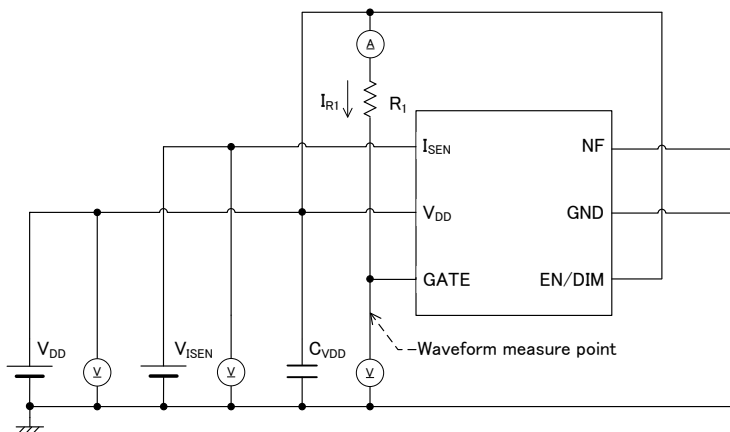 A
I_R1
R_1
I_SEN
NF
V_DD
GND
GATE
EN/DIM
V_DD
V
V_ISEN
V
C_VDD
Waveform measure point
V